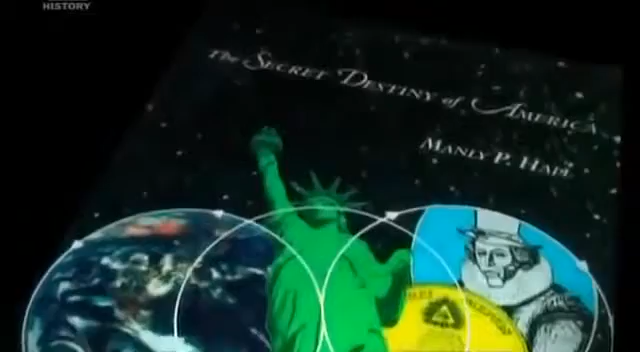 HISTORY
The SECRET DESTINY of AMERICA
MANLY P. HALL